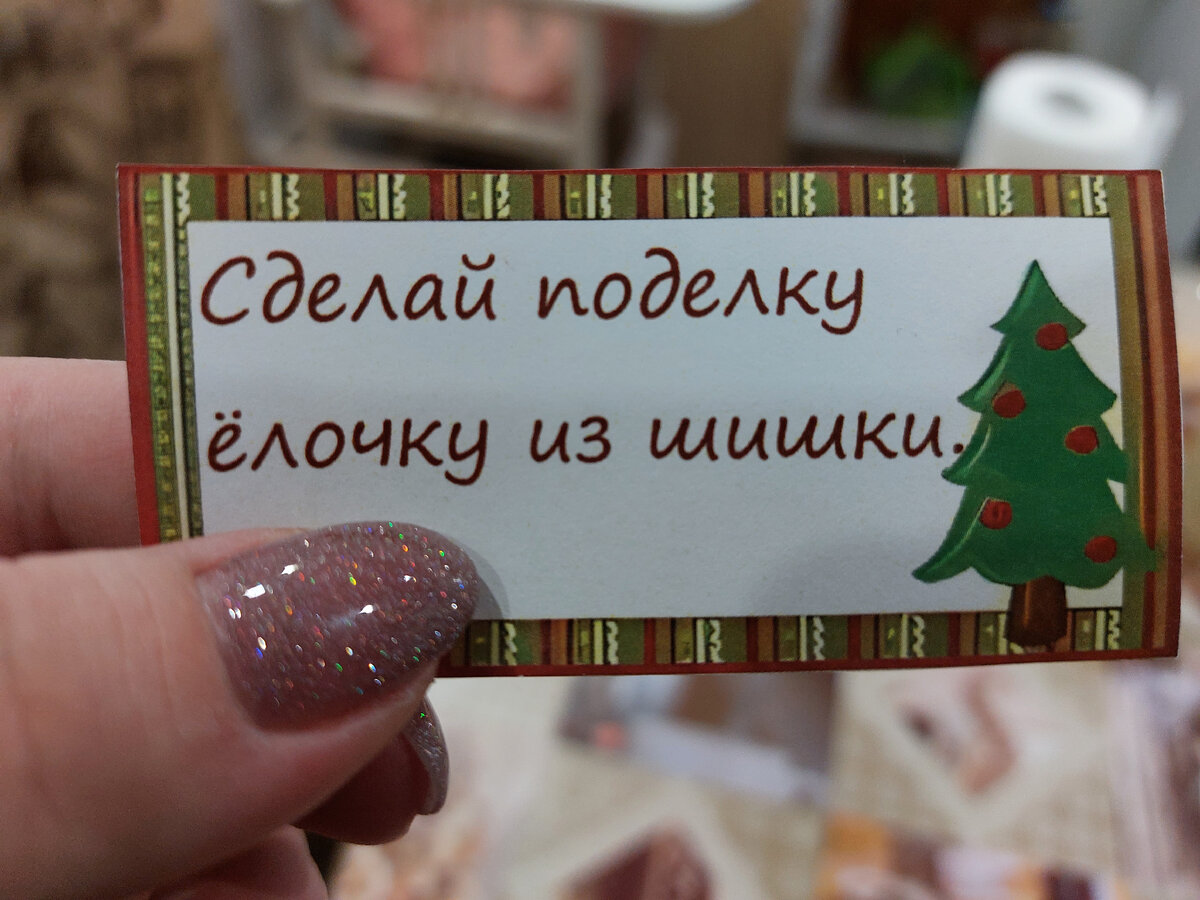 Сделай поделку
ёлочку из шишки.